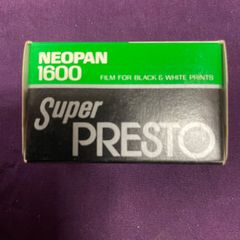 NEOPAN
1600
FILM FOR BLACK & WHITE PRINTS
Super
PRESTO